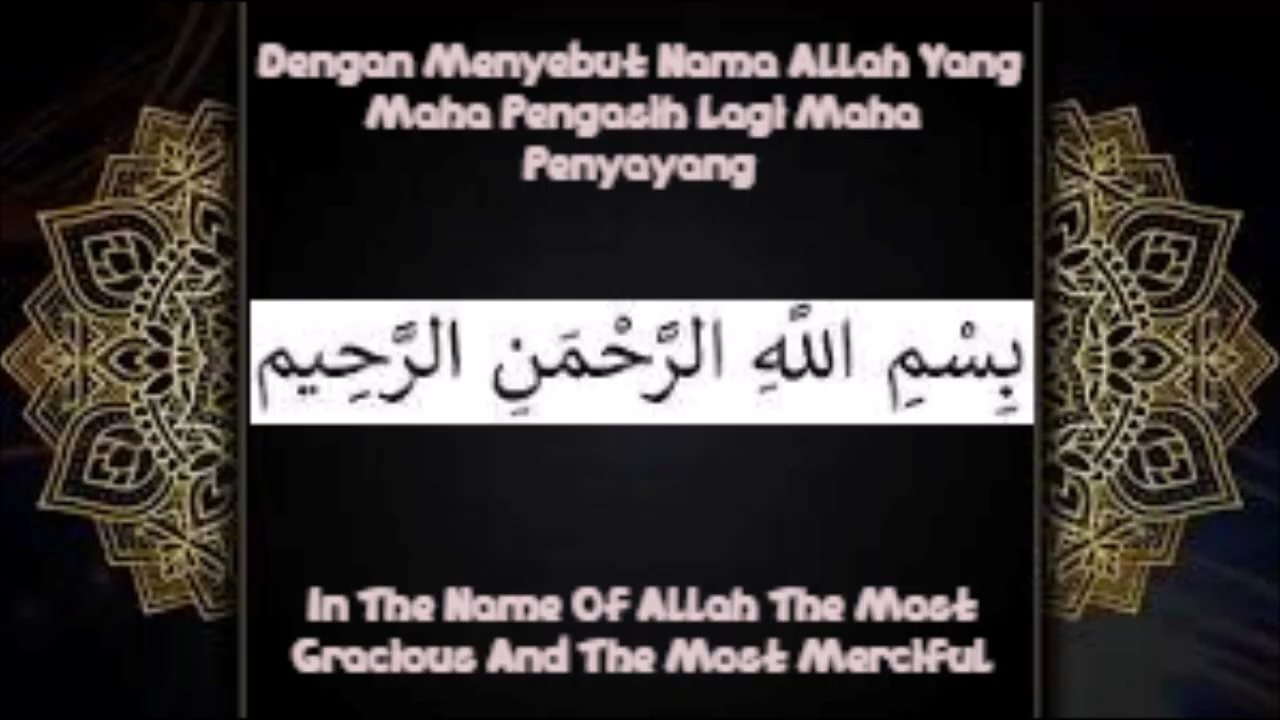 Dengan Menyebut Nama ALLah Yang
Maha Pengasih Lagi Maha
Penyayang
بِسْمِ اللَّهِ الرَّحْمَنِ الرَّحِيم
In The Name Of ALLah The Most
Gracious And The Most MercifuL